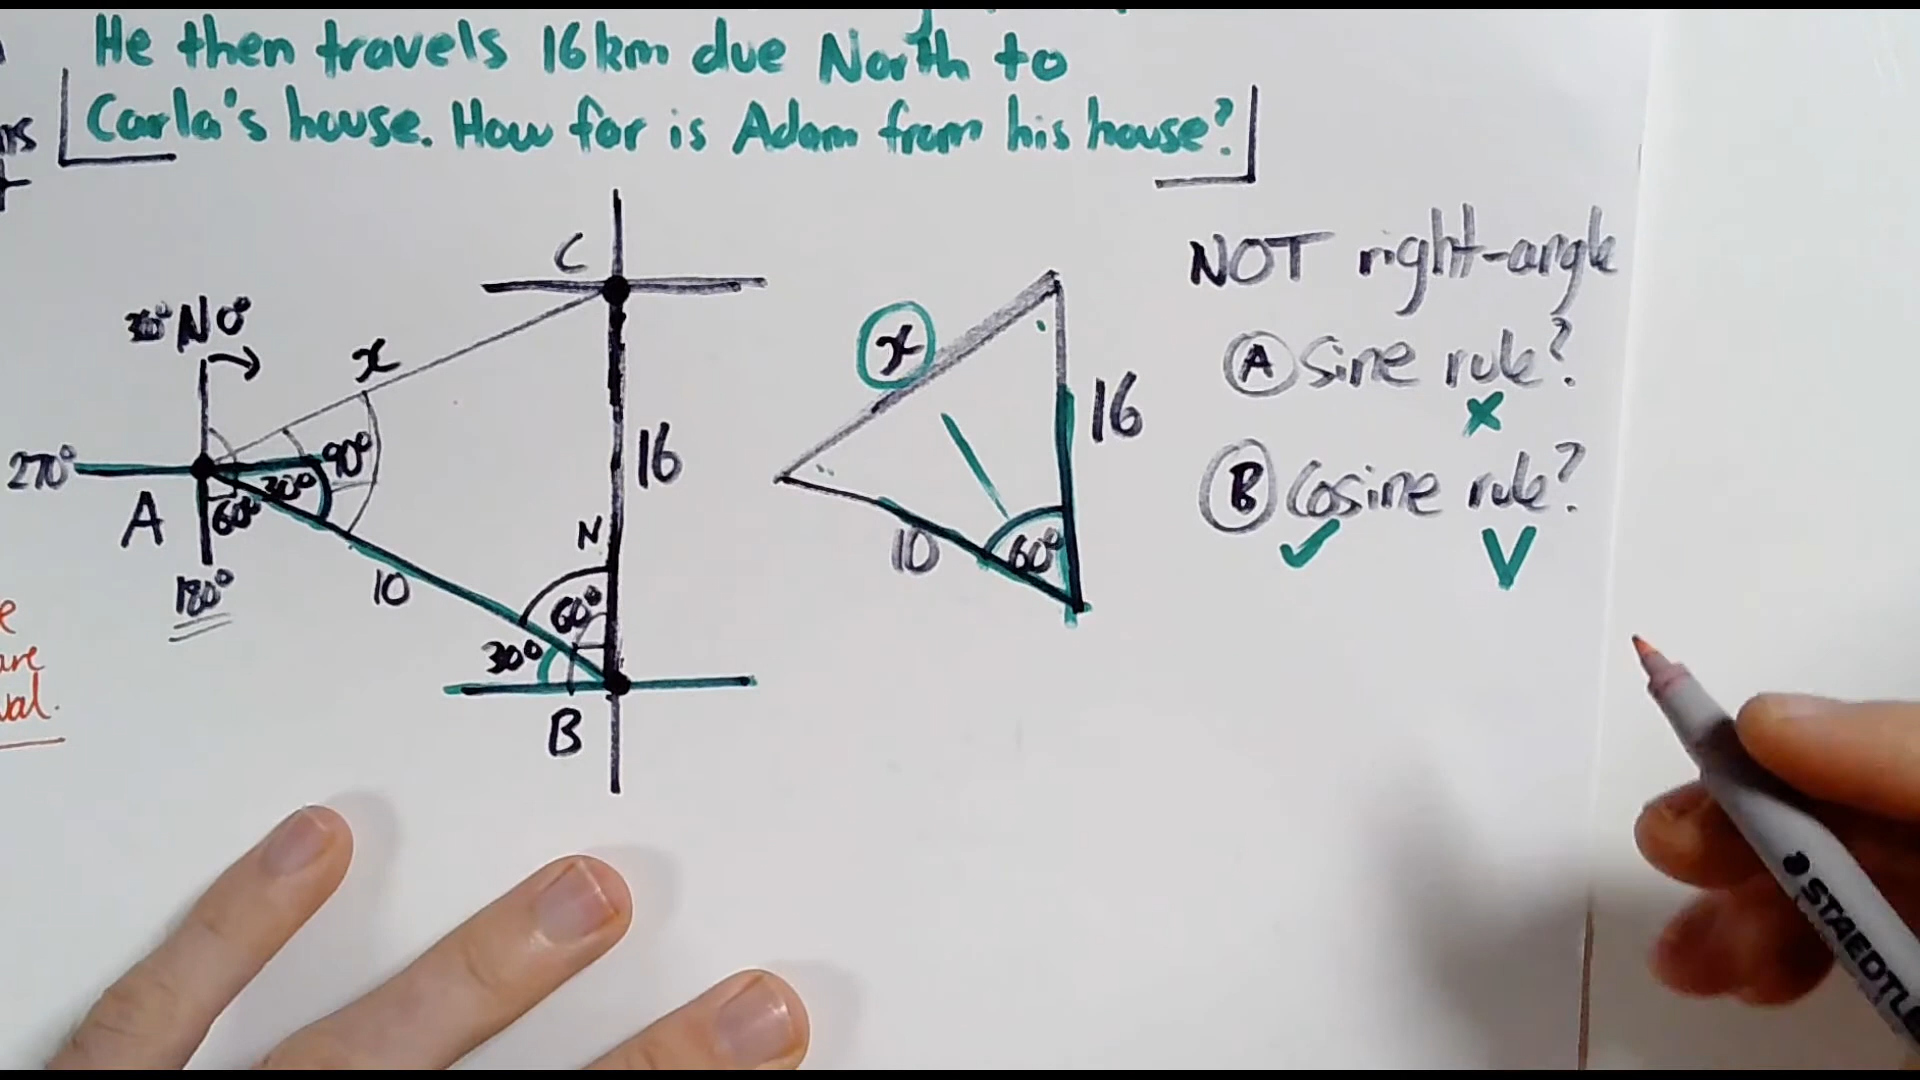 He then travels 16km due North to
Carla's house. How far is Adam from his house?
NOT right-angle
A sine rule?
x
B cosine rule?
C
N 0°
x
270°
90°
30°
60°
A
180°
10
16
N
60°
30°
B
x
16
10
60°
STAEDTLER